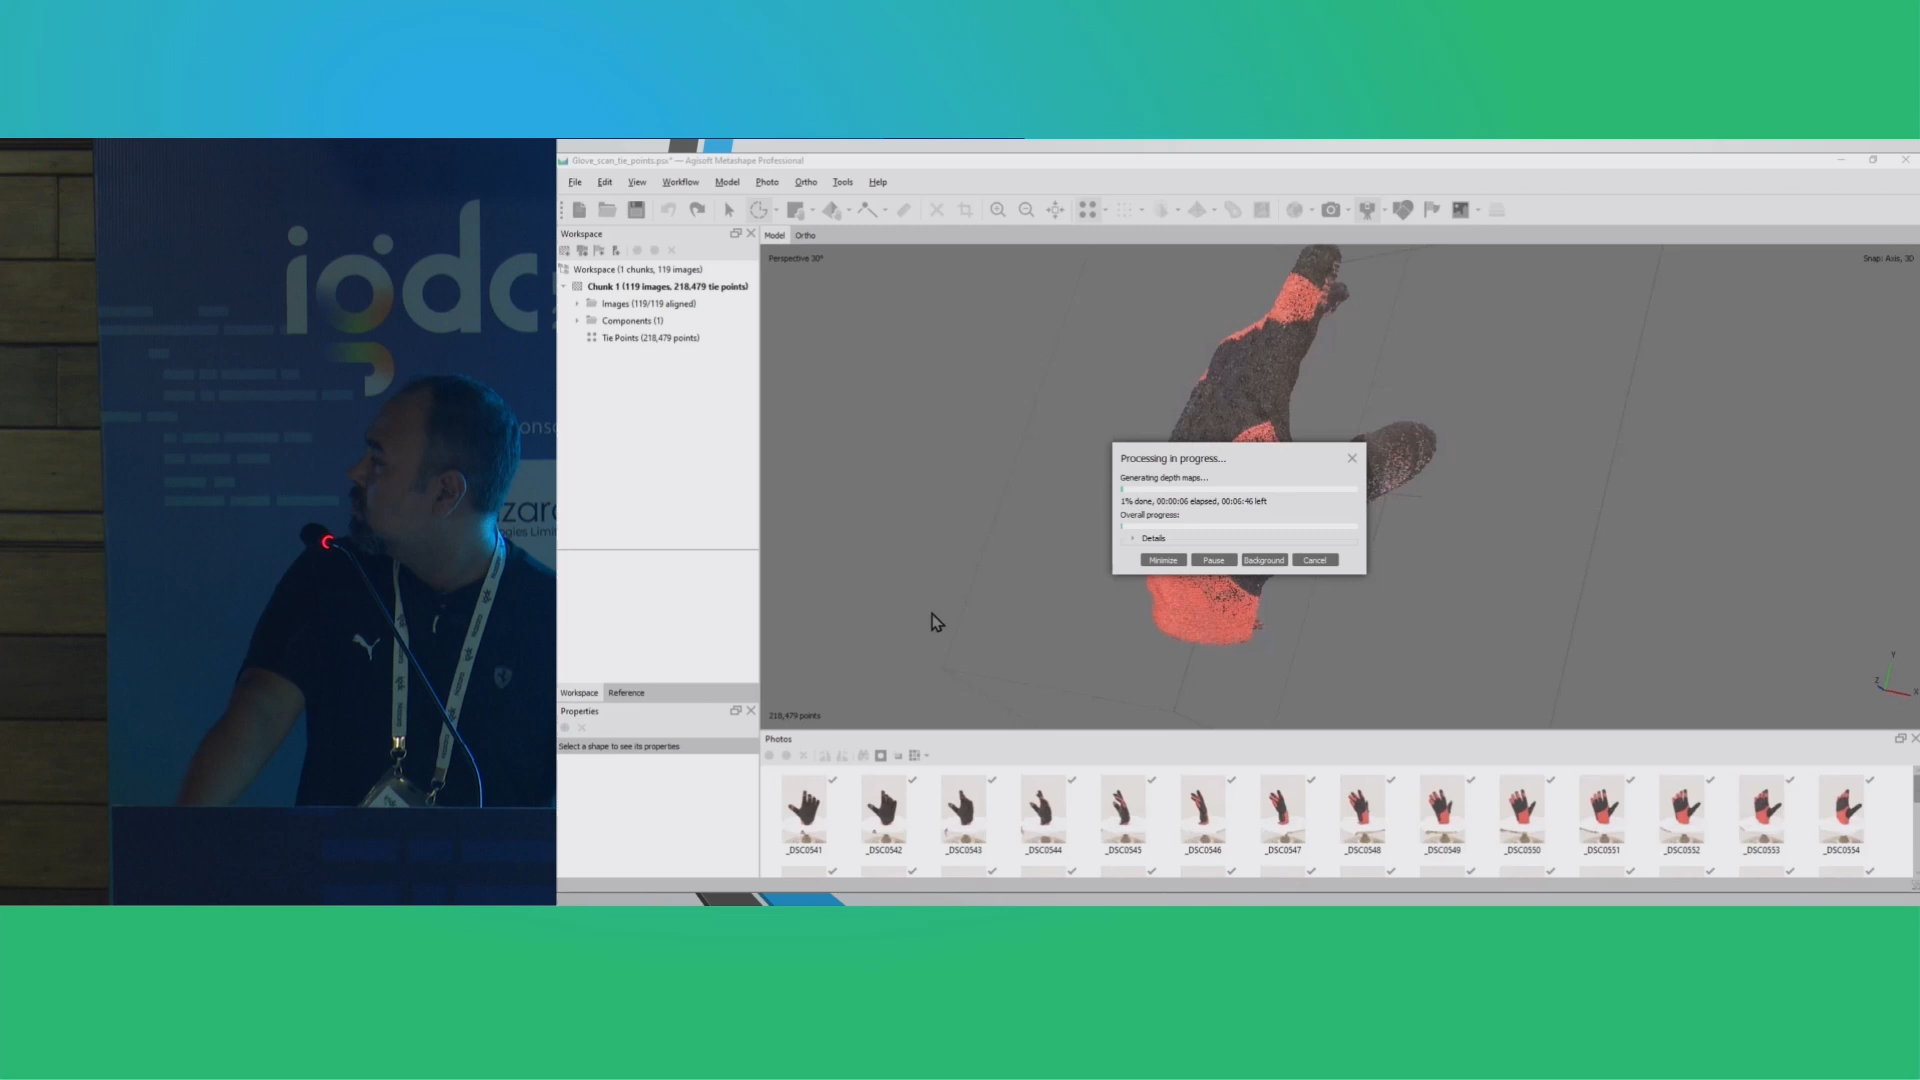 igdc
zard
gies Limi
Glove_scan_tie_points.psx* — Agisoft Metashape Professional
File Edit View Workflow Model Photo Ortho Tools Help
Workspace
Workspace (1 chunks, 119 images)
Chunk 1 (119 images, 218,479 tie points)
Images (119/119 aligned)
Components (1)
Tie Points (218,479 points)
Workspace Reference
Properties
Select a shape to see its properties
Model Ortho
Perspective 30°
Snap: Axis, 3D
Processing in progress...
Generating depth maps...
1% done, 00:00:06 elapsed, 00:06:46 left
Overall progress:
Details
Minimize Pause Background Cancel
Y
Z
X
218,479 points
Photos
_DSC0541 _DSC0542 _DSC0543 _DSC0544 _DSC0545 _DSC0546 _DSC0547 _DSC0548 _DSC0549 _DSC0550 _DSC0551 _DSC0552 _DSC0553 _DSC0554